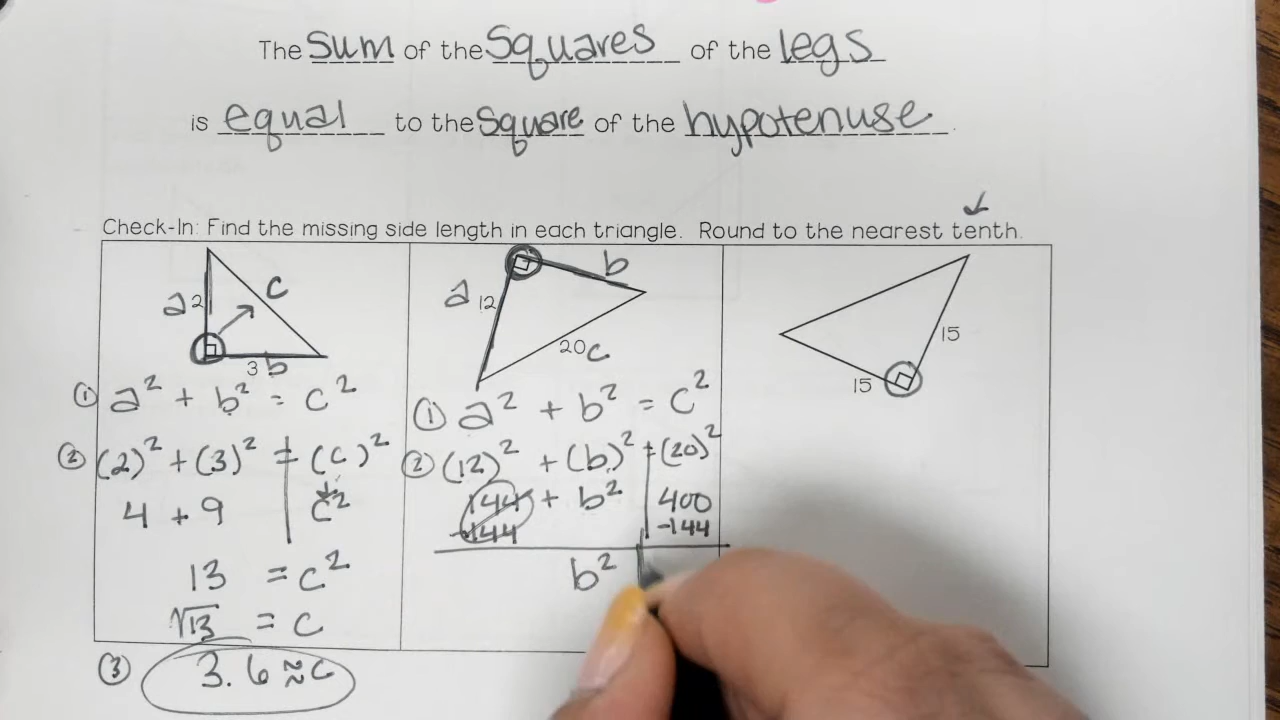 The sum of the Squares of the legs
is equal to the Square of the hypotenuse.
Check-In: Find the missing side length in each triangle. Round to the nearest tenth.
a 2 c
3 b
① a² + b² = c²
② (2)² + (3)² = (c)²
4 + 9 c²
13 = c²
√13 = c
③ 3.6 ≈ c
a 12 b
20 c
① a² + b² = c²
② (12)² + (b)² = (20)²
144 + b² 400
-144 -144
b²
15
15